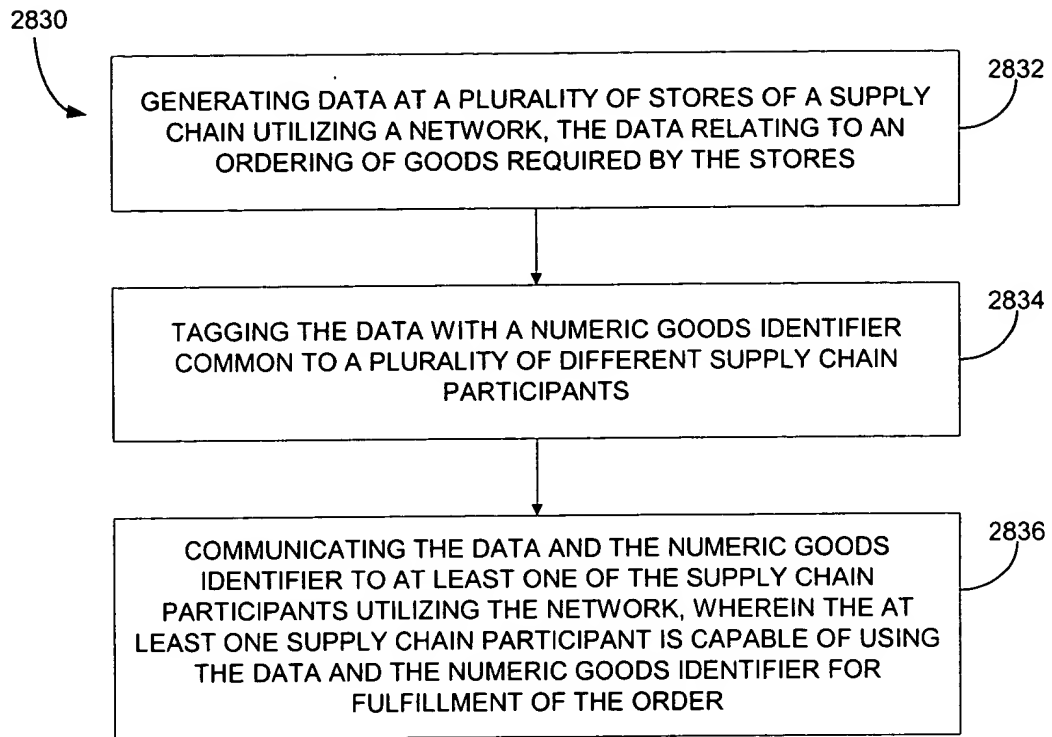 2830
2832
GENERATING DATA AT A PLURALITY OF STORES OF A SUPPLY
CHAIN UTILIZING A NETWORK, THE DATA RELATING TO AN
ORDERING OF GOODS REQUIRED BY THE STORES
2834
TAGGING THE DATA WITH A NUMERIC GOODS IDENTIFIER
COMMON TO A PLURALITY OF DIFFERENT SUPPLY CHAIN
PARTICIPANTS
2836
COMMUNICATING THE DATA AND THE NUMERIC GOODS
IDENTIFIER TO AT LEAST ONE OF THE SUPPLY CHAIN
PARTICIPANTS UTILIZING THE NETWORK, WHEREIN THE AT
LEAST ONE SUPPLY CHAIN PARTICIPANT IS CAPABLE OF USING
THE DATA AND THE NUMERIC GOODS IDENTIFIER FOR
FULFILLMENT OF THE ORDER